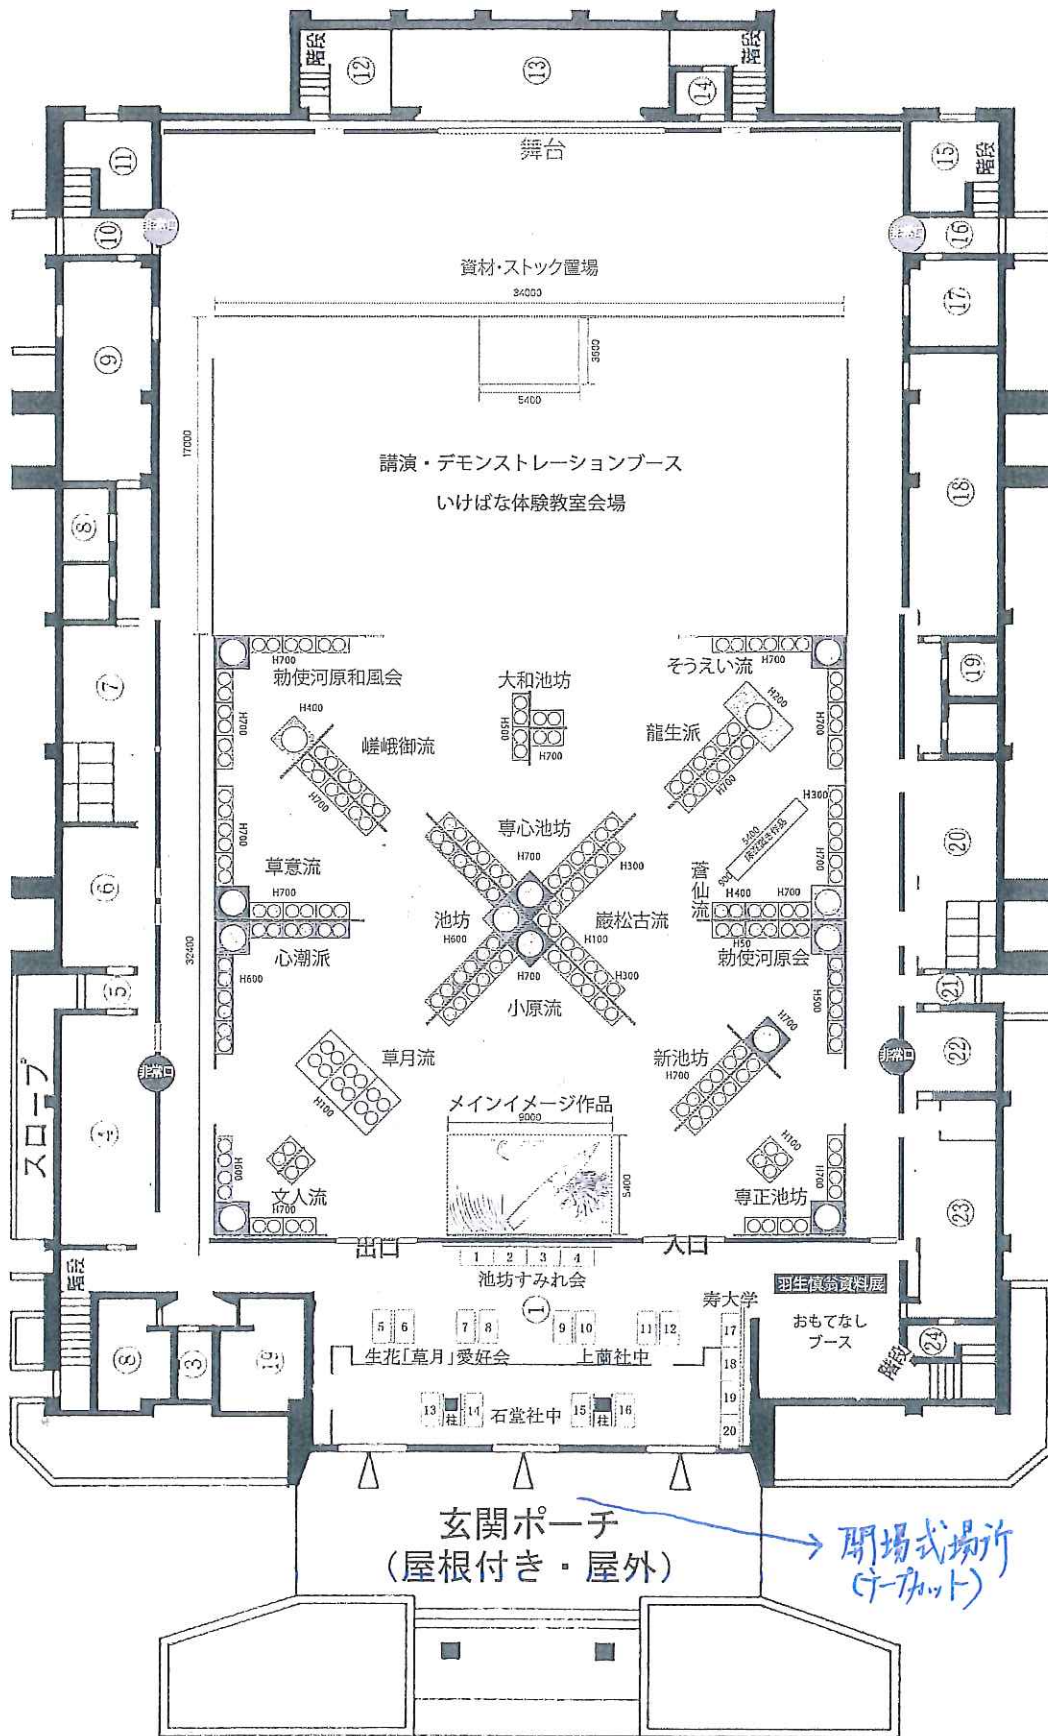 階段
⑫
⑬
階段
⑭
⑪
舞台
⑮
階段
⑩
⑯
資材・ストック置場
34000
⑰
⑨
3600
5400
17000
講演・デモンストレーションブース
いけばな体験教室会場
⑱
⑧
H700
勅使河原和風会
大和池坊
そうえい流
H700
⑲
⑦
H700
H400
嵯峨御流
H500
H700
龍生派
H200
H700
H700
H700
専心池坊
H300
5400
900
H700
H700
H300
⑳
草意流
蒼仙流
⑥
H700
池坊
巌松古流
H400
H700
H600
H100
H50
32400
心潮派
H700
H300
勅使河原会
H600
小原流
H500
⑤
㉑
スロープ
草月流
新池坊
H700
㉒
非常口
非常口
H100
H700
④
メインイメージ作品
9000
5400
H600
文人流
H700
H100
専正池坊
H700
㉓
出口
入口
1 2 3 4
池坊すみれ会
階段
①
寿大学
羽生慎翁資料展
おもてなし
ブース
5 6
7 8
9 10
11 12
17
生花「草月」愛好会
上蘭社中
18
階段
㉔
③
13 柱 14
石堂社中
15 柱 16
19
20
玄関ポーチ
(屋根付き・屋外)
開場式場所
(テープカット)